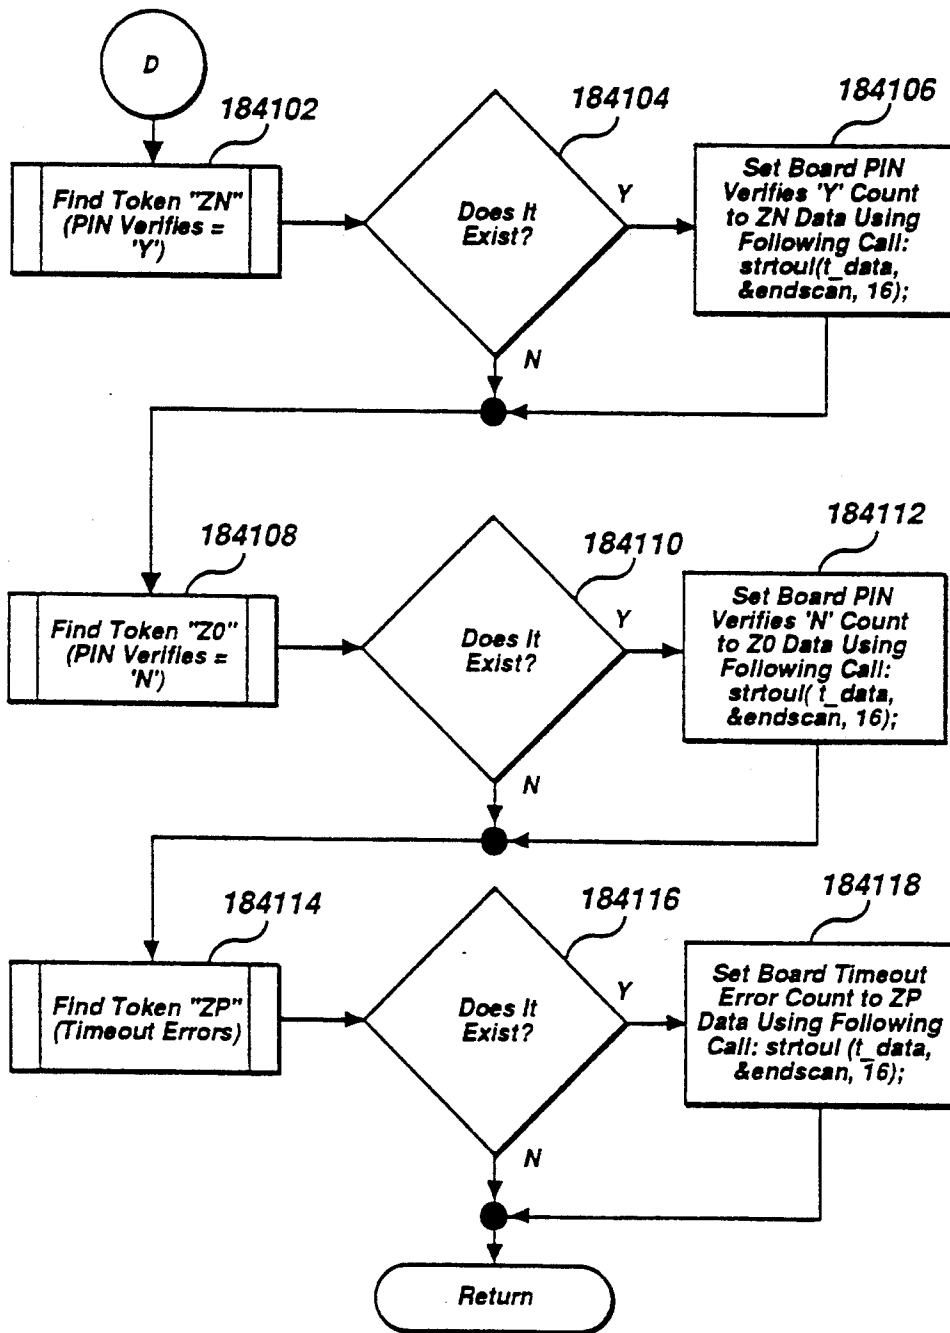 D
184102
184104
184106
Find Token "ZN"
(PIN Verifies =
'Y')
Does It
Exist?
Y
N
Set Board PIN
Verifies 'Y' Count
to ZN Data Using
Following Call:
strtoul(t_data,
&endscan, 16);
184108
184110
184112
Find Token "Z0"
(PIN Verifies =
'N')
Does It
Exist?
Y
N
Set Board PIN
Verifies 'N' Count
to Z0 Data Using
Following Call:
strtoul( t_data,
&endscan, 16);
184114
184116
184118
Find Token "ZP"
(Timeout Errors)
Does It
Exist?
Y
N
Set Board Timeout
Error Count to ZP
Data Using Following
Call: strtoul (t_data,
&endscan, 16);
Return